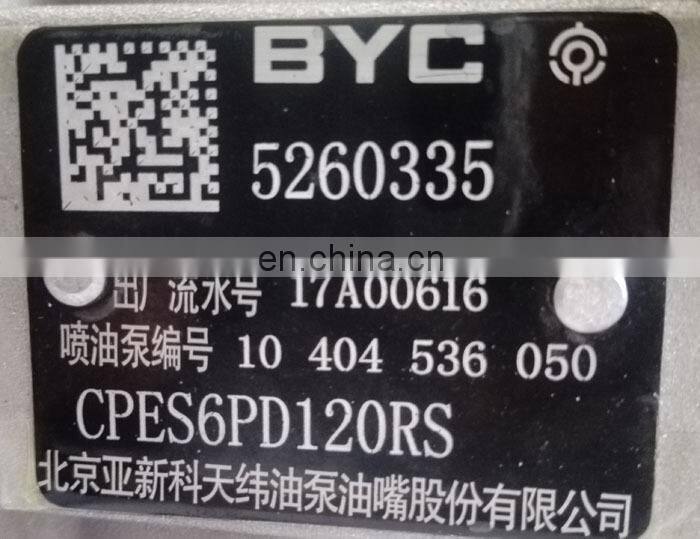 BYC
5260335
en.china.cn
出厂流水号 17A00616
喷油泵编号 10 404 536 050
CPES6PD120RS
北京亚新科天纬油泵油嘴股份有限公司